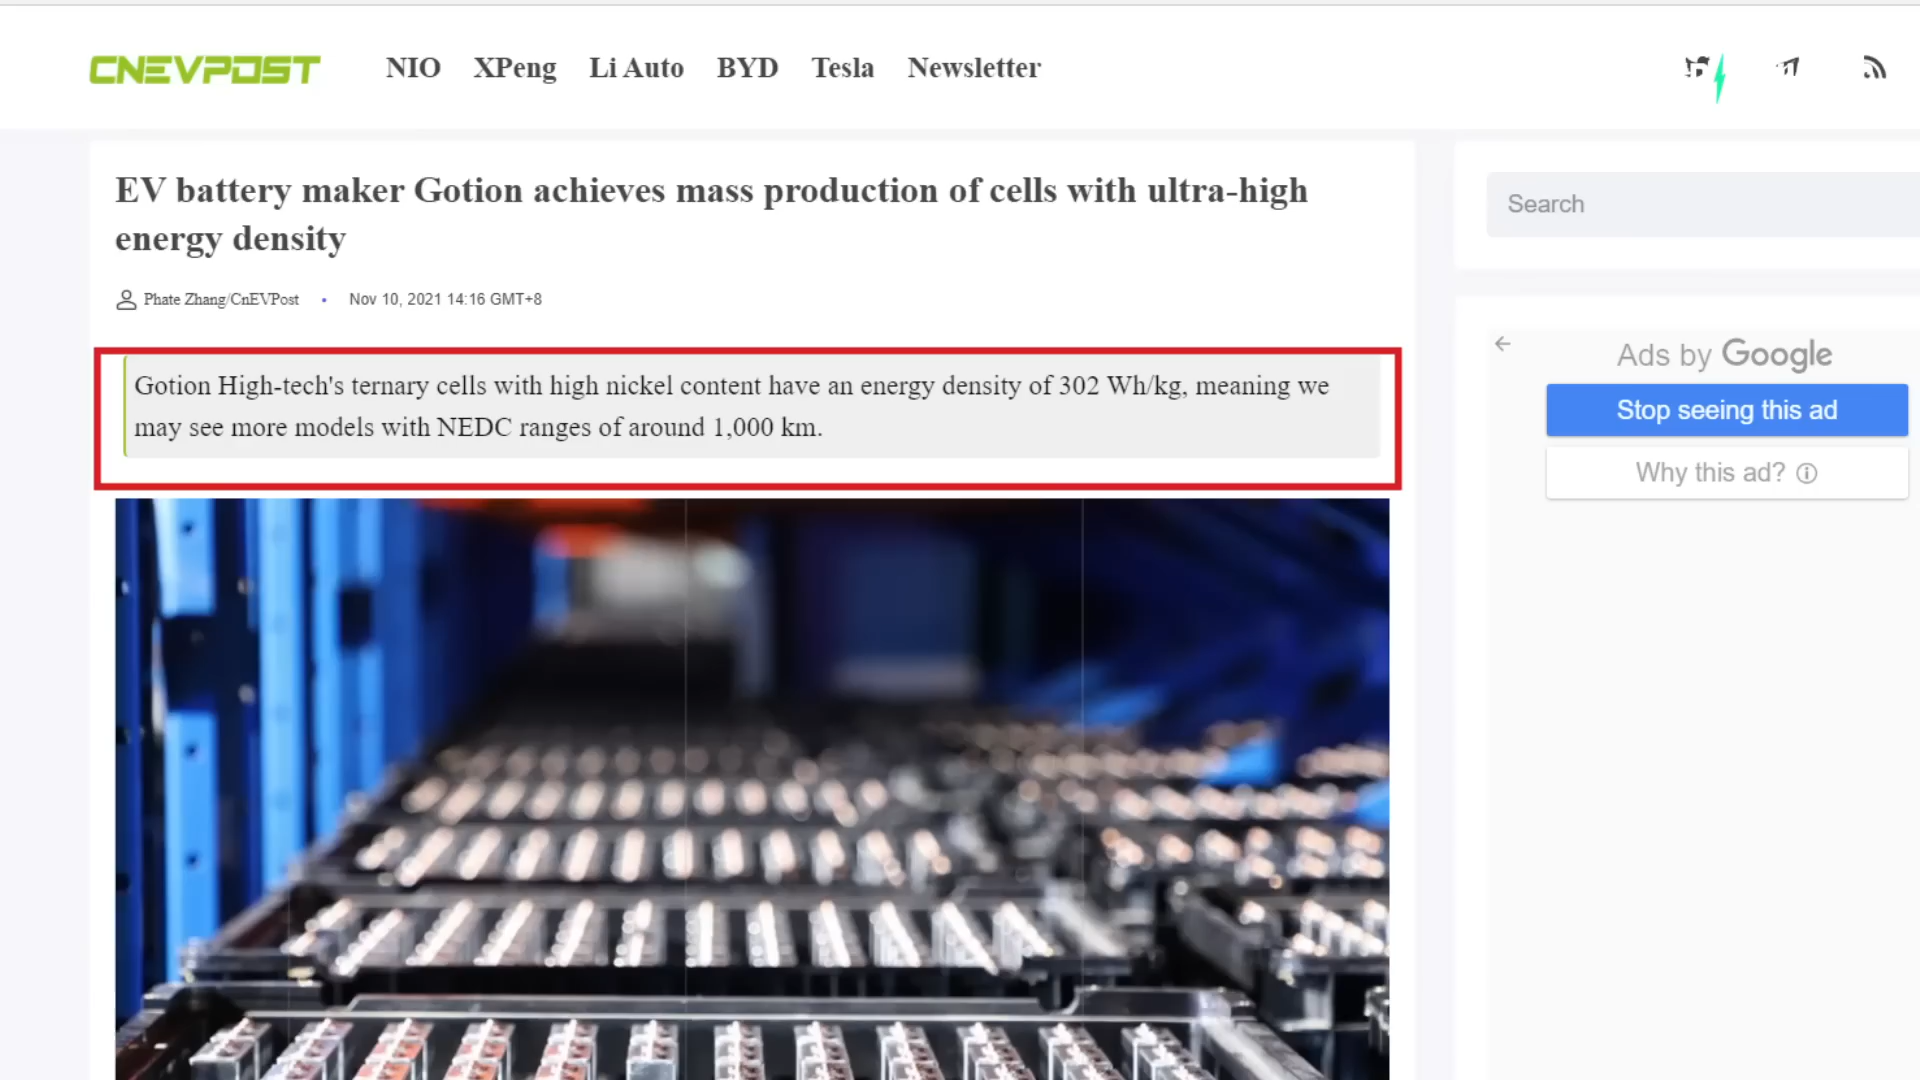 CNEVPOST
NIO XPeng Li Auto BYD Tesla Newsletter
EV battery maker Gotion achieves mass production of cells with ultra-high
energy density
Phate Zhang/CnEVPost • Nov 10, 2021 14:16 GMT+8
Gotion High-tech's ternary cells with high nickel content have an energy density of 302 Wh/kg, meaning we
may see more models with NEDC ranges of around 1,000 km.
Search
Ads by Google
Stop seeing this ad
Why this ad?